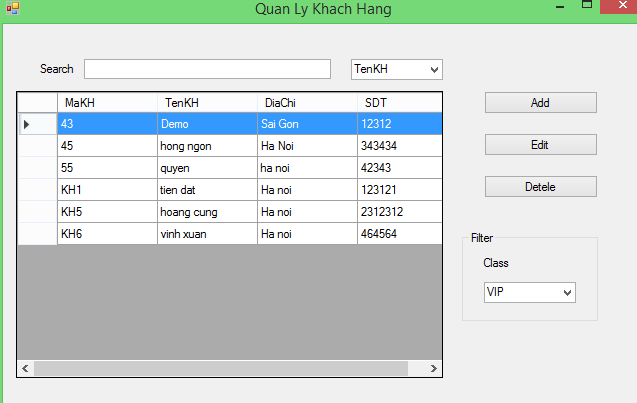 Quan Ly Khach Hang
Search TenKH
MaKH TenKH DiaChi SDT
43 Demo Sai Gon 12312
45 hong ngon Ha Noi 343434
55 quyen ha noi 42343
KH1 tien dat Ha noi 123121
KH5 hoang cung Ha noi 2312312
KH6 vinh xuan Ha noi 464564
Add
Edit
Detele
Filter
Class
VIP